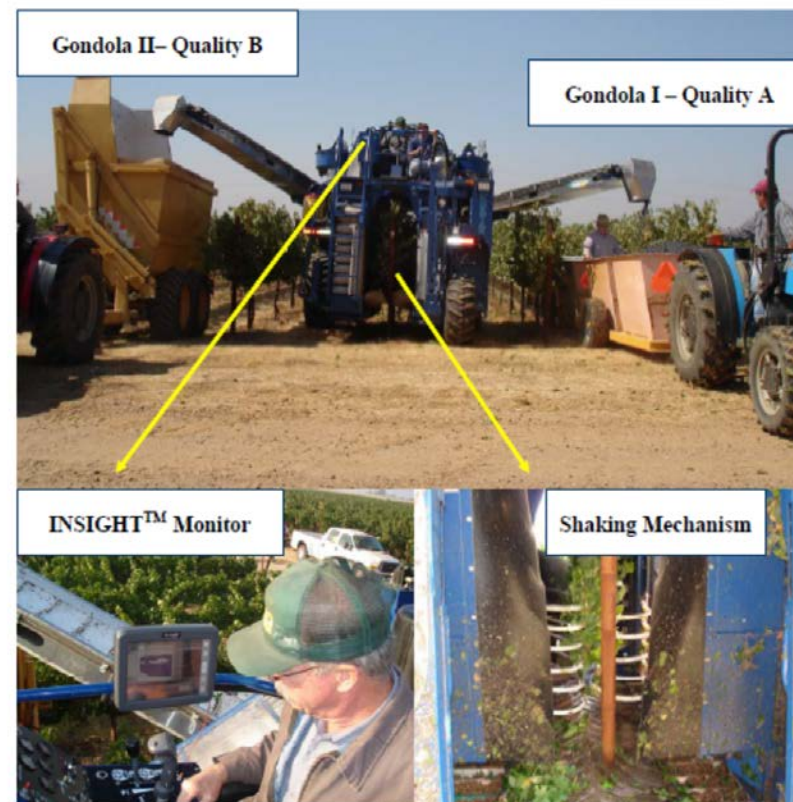 Gondola II– Quality B
Gondola I – Quality A
INSIGHT™ Monitor
Shaking Mechanism